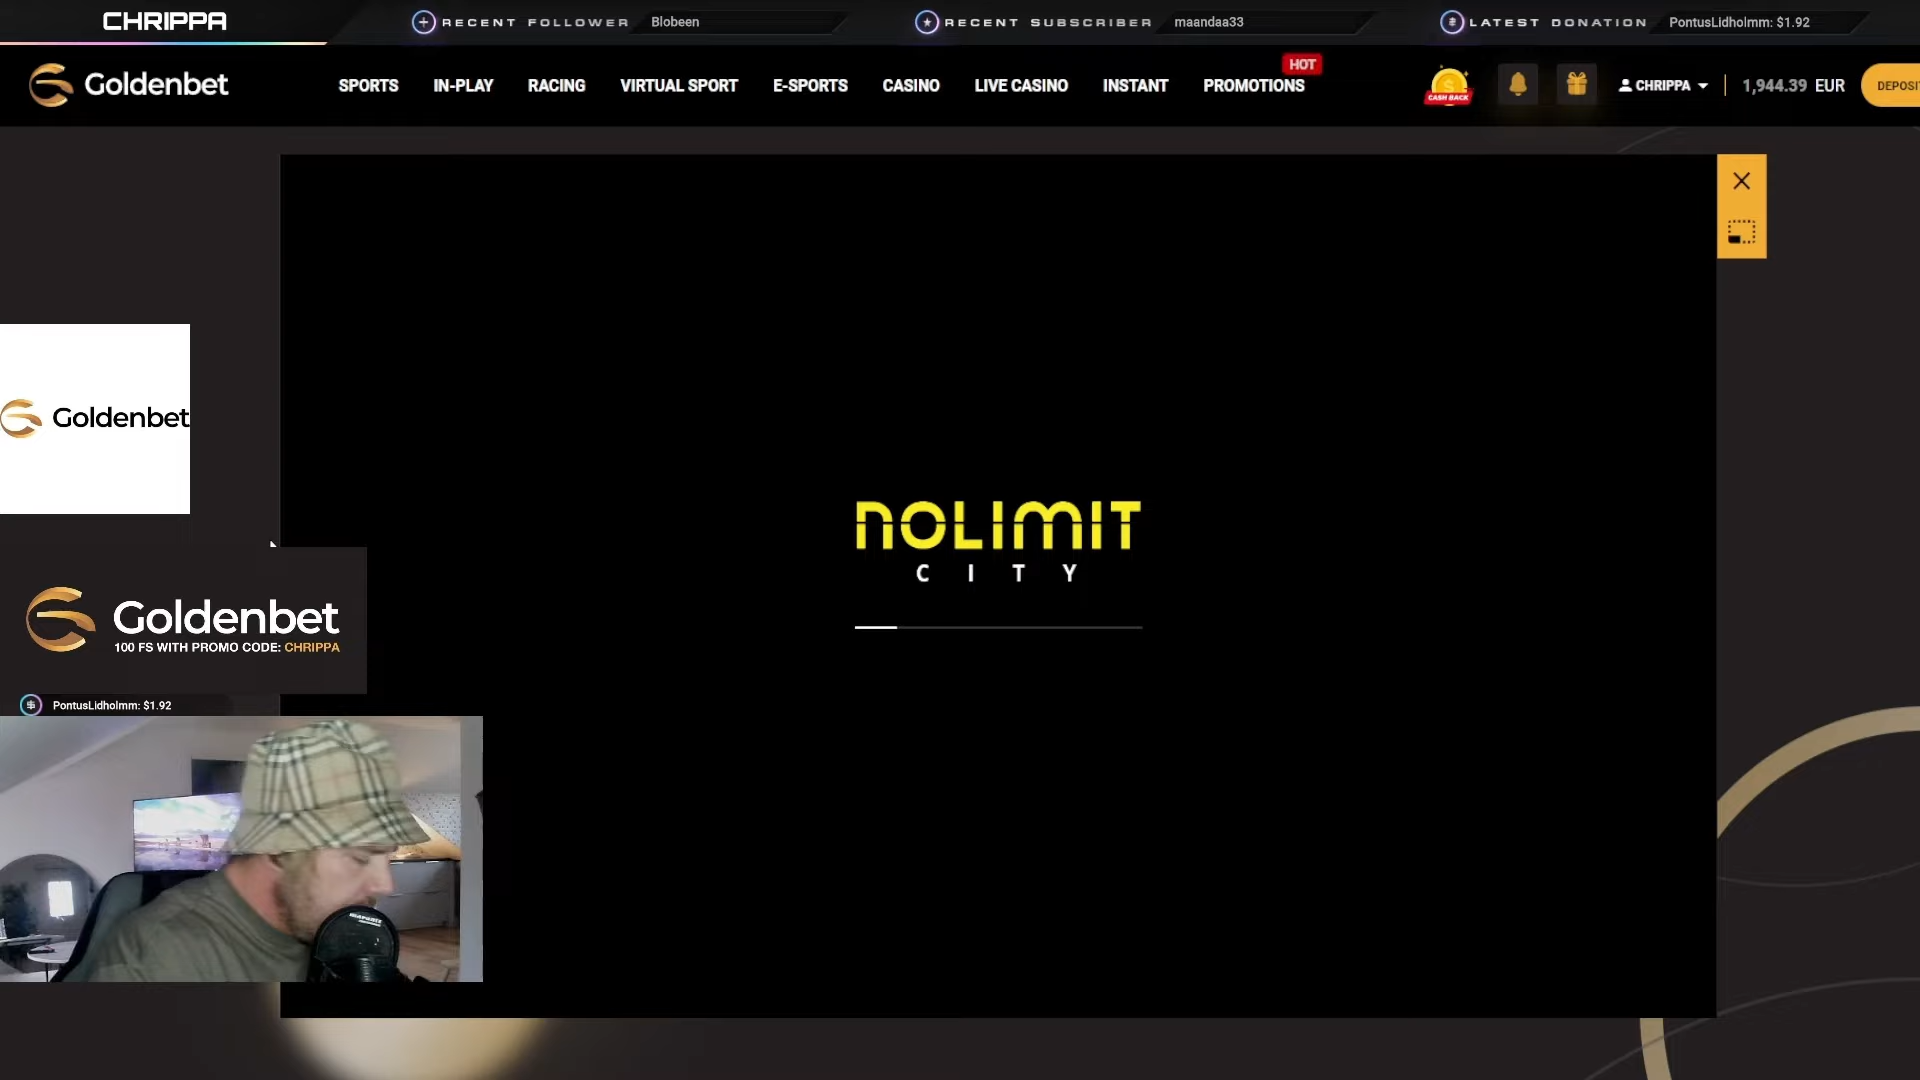 CHRIPPA
RECENT FOLLOWER Blobeen
RECENT SUBSCRIBER maandaa33
LATEST DONATION PontusLidholmm: $1.92
Goldenbet
SPORTS IN-PLAY RACING VIRTUAL SPORT E-SPORTS CASINO LIVE CASINO INSTANT PROMOTIONS HOT
CASH BACK
CHRIPPA
1,944.39 EUR
DEPOSI
Goldenbet
NOLIMIT
CITY
Goldenbet
100 FS WITH PROMO CODE: CHRIPPA
PontusLidholmm: $1.92
marantz